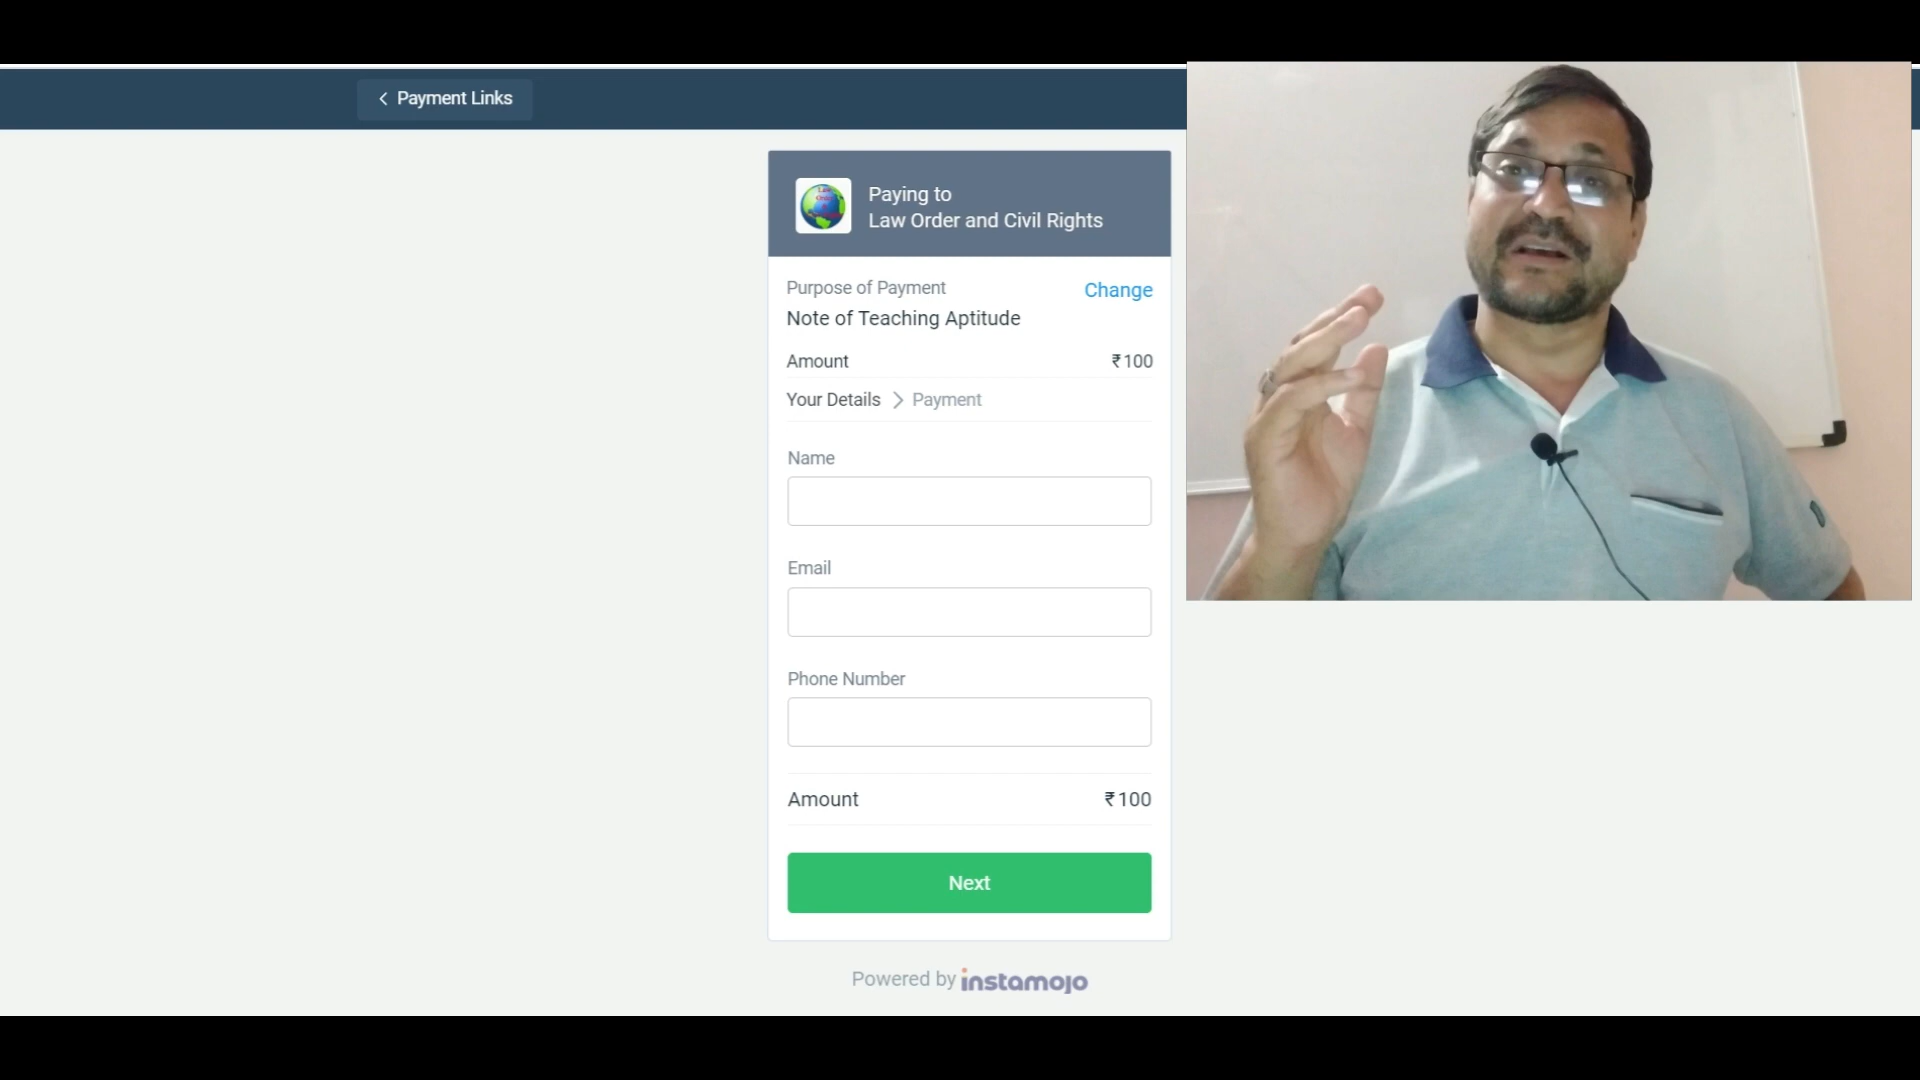 Payment Links
Paying to
Law Order and Civil Rights
Purpose of Payment
Change
Note of Teaching Aptitude
Amount
₹100
Your Details > Payment
Name
Email
Phone Number
Amount
₹100
Next
Powered by instamojo